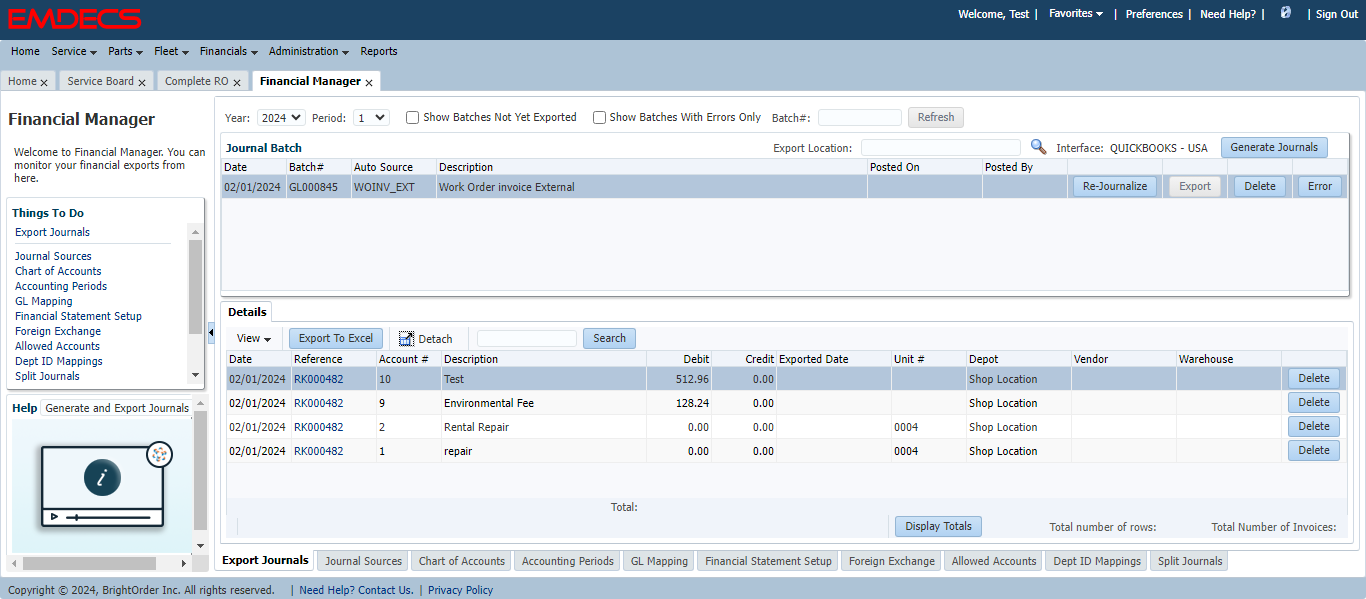 EMDECS
Welcome, Test | Favorites | Preferences | Need Help? | | Sign Out
Home Service Parts Fleet Financials Administration Reports
Home Service Board Complete RO Financial Manager
Financial Manager
Welcome to Financial Manager. You can
monitor your financial exports from
here.
Things To Do
Export Journals
Journal Sources
Chart of Accounts
Accounting Periods
GL Mapping
Financial Statement Setup
Foreign Exchange
Allowed Accounts
Dept ID Mappings
Split Journals
Help Generate and Export Journals
i
Year: 2024 Period: 1 Show Batches Not Yet Exported Show Batches With Errors Only Batch#: Refresh
Journal Batch Export Location: Interface: QUICKBOOKS - USA Generate Journals
Date Batch# Auto Source Description Posted On Posted By
02/01/2024 GL000845 WOINV_EXT Work Order invoice External Re-Journalize Export Delete Error
Details
View Export To Excel Detach Search
Date Reference Account # Description Debit Credit Exported Date Unit # Depot Vendor Warehouse
02/01/2024 RK000482 10 Test 512.96 0.00 Shop Location Delete
02/01/2024 RK000482 9 Environmental Fee 128.24 0.00 Shop Location Delete
02/01/2024 RK000482 2 Rental Repair 0.00 0.00 0004 Shop Location Delete
02/01/2024 RK000482 1 repair 0.00 0.00 0004 Shop Location Delete
Total:
Display Totals Total number of rows: Total Number of Invoices:
Export Journals Journal Sources Chart of Accounts Accounting Periods GL Mapping Financial Statement Setup Foreign Exchange Allowed Accounts Dept ID Mappings Split Journals
Copyright © 2024, BrightOrder Inc. All rights reserved. | Need Help? Contact Us. | Privacy Policy